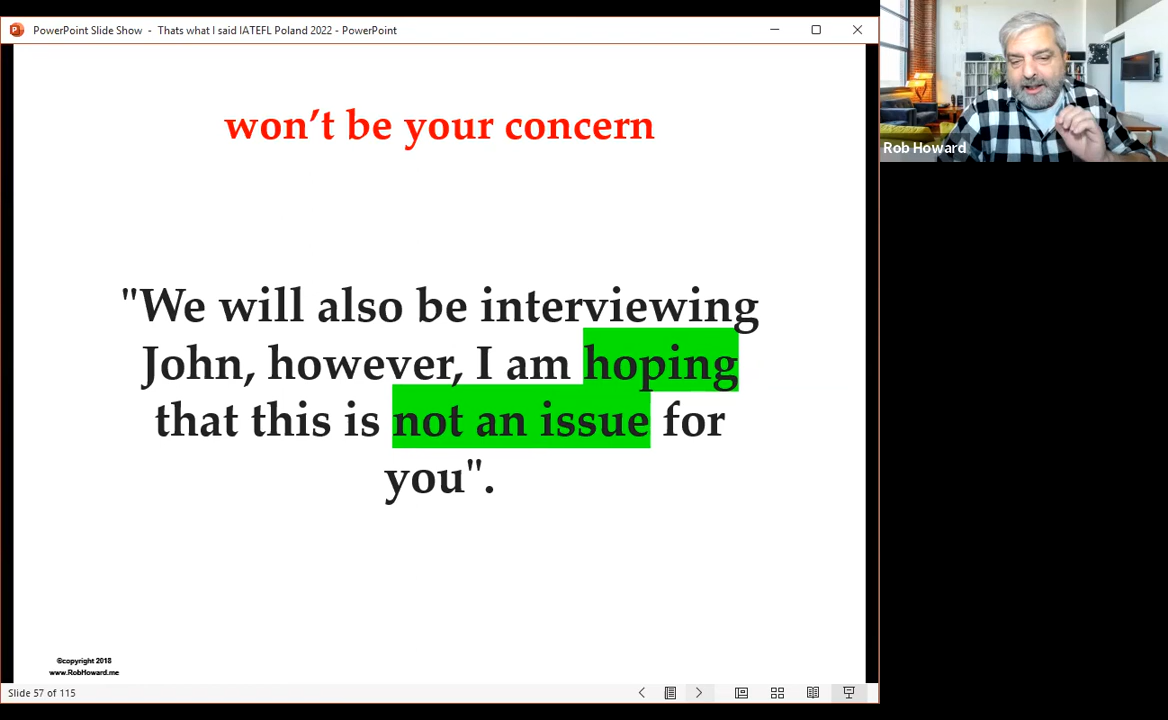 PowerPoint Slide Show - Thats what I said IATEFL Poland 2022 - PowerPoint
Rob Howard
won’t be your concern
"We will also be interviewing
John, however, I am hoping
that this is not an issue for
you".
©copyright 2018
www.RobHoward.me
Slide 57 of 115